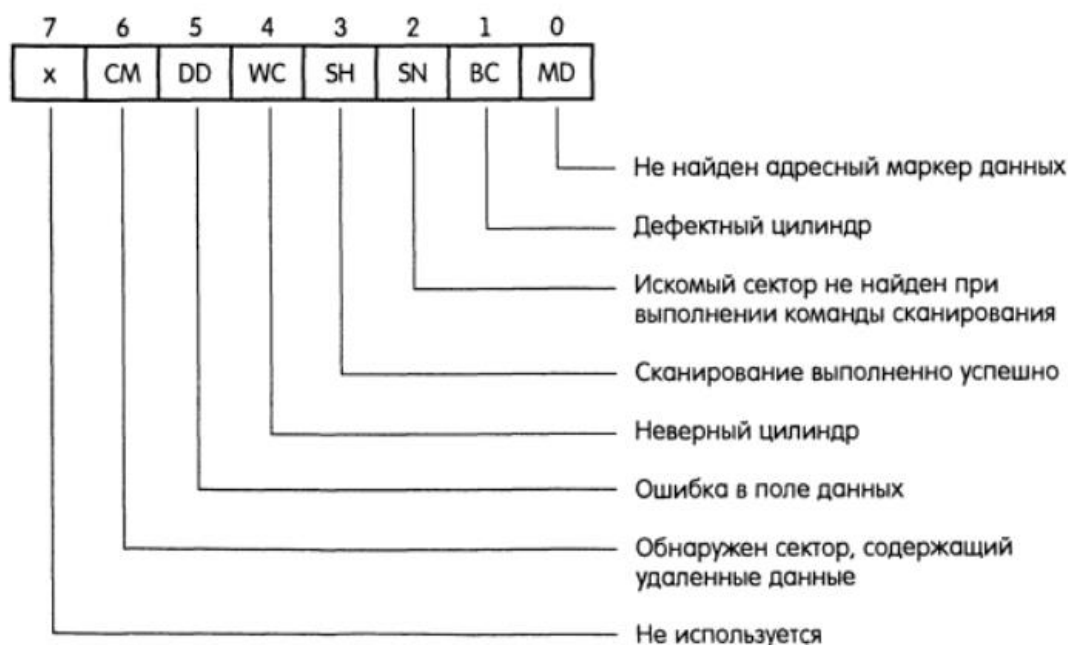 7 6 5 4 3 2 1 0
x CM DD WC SH SN BC MD
Не найден адресный маркер данных
Дефектный цилиндр
Искомый сектор не найден при
выполнении команды сканирования
Сканирование выполненно успешно
Неверный цилиндр
Ошибка в поле данных
Обнаружен сектор, содержащий
удаленные данные
Не используется